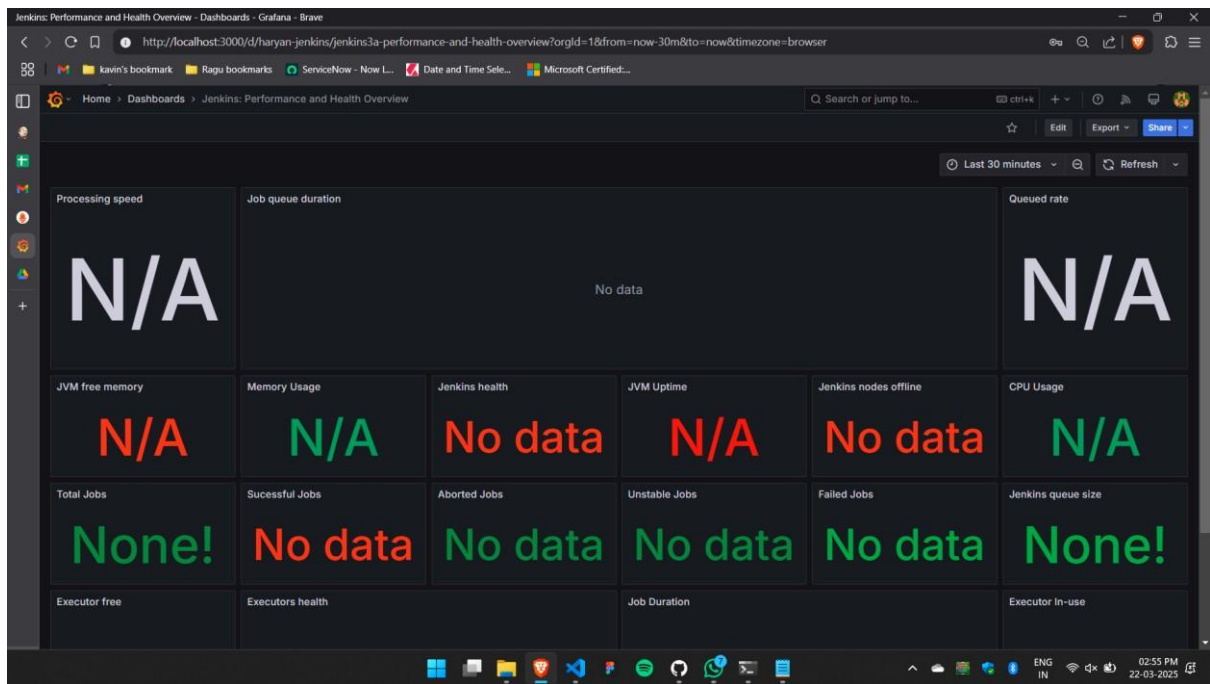 Jenkins: Performance and Health Overview - Dashboards - Grafana - Brave
http://localhost:3000/d/haryan-jenkins/jenkins3a-performance-and-health-overview?orgId=1&from=now-30m&to=now&timezone=browser
kavin's bookmark Ragu bookmarks ServiceNow - Now L... Date and Time Sele... Microsoft Certified:...
Home > Dashboards > Jenkins: Performance and Health Overview Search or jump to... ctrl+k
Edit Export Share
Last 30 minutes Refresh
Processing speed Job queue duration Queued rate
N/A No data N/A
JVM free memory Memory Usage Jenkins health JVM Uptime Jenkins nodes offline CPU Usage
N/A N/A No data N/A No data N/A
Total Jobs Sucessful Jobs Aborted Jobs Unstable Jobs Failed Jobs Jenkins queue size
None! No data No data No data No data None!
Executor free Executors health Job Duration Executor In-use
ENG 02:55 PM
IN 22-03-2025